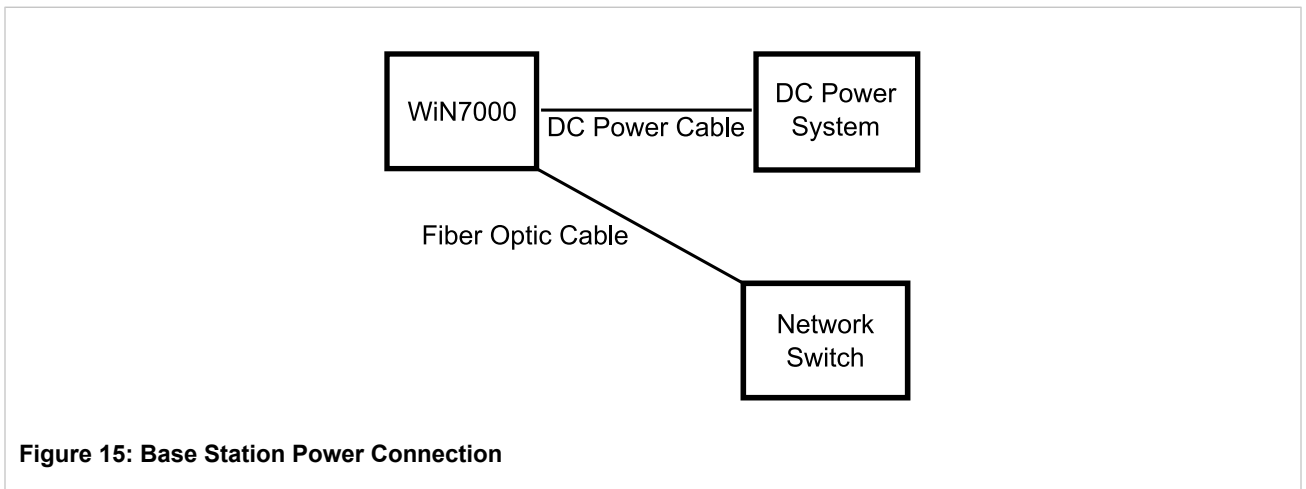 WiN7000
DC Power Cable
DC Power
System
Fiber Optic Cable
Network
Switch
Figure 15: Base Station Power Connection